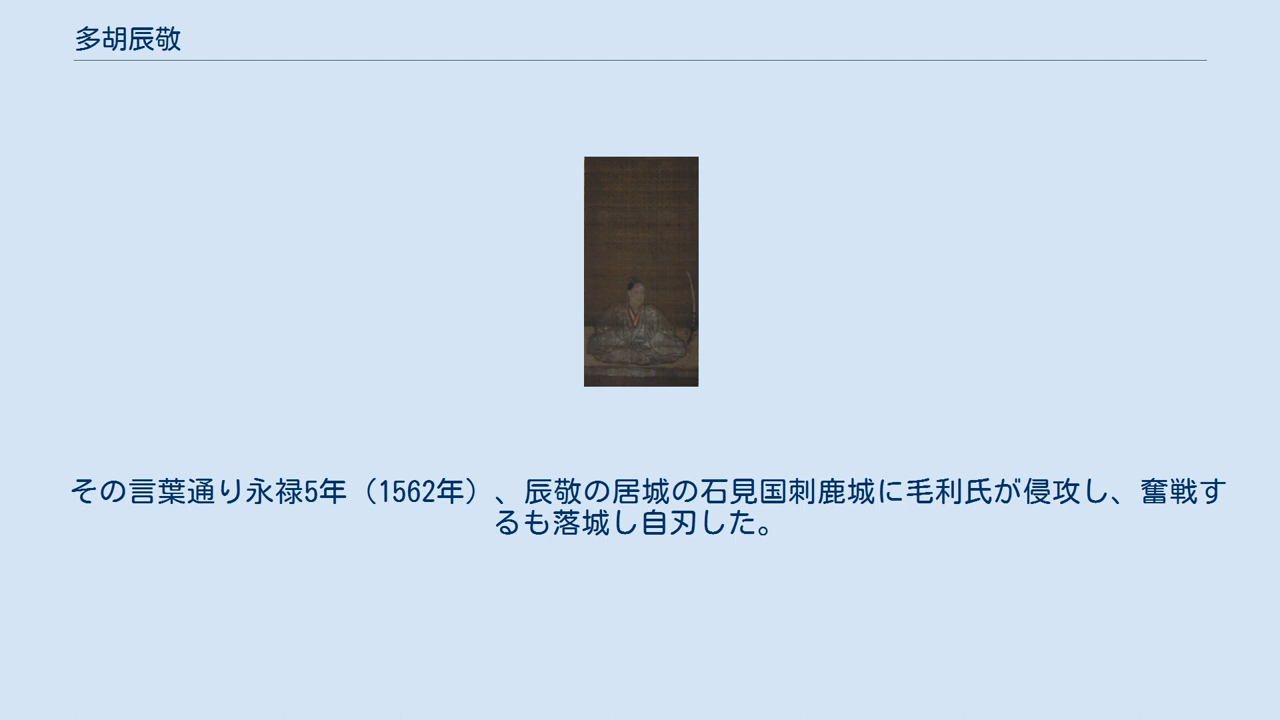 多胡辰敬
その言葉通り永禄5年（1562年）、辰敬の居城の石見国刺鹿城に毛利氏が侵攻し、奮戦す
るも落城し自刃した。